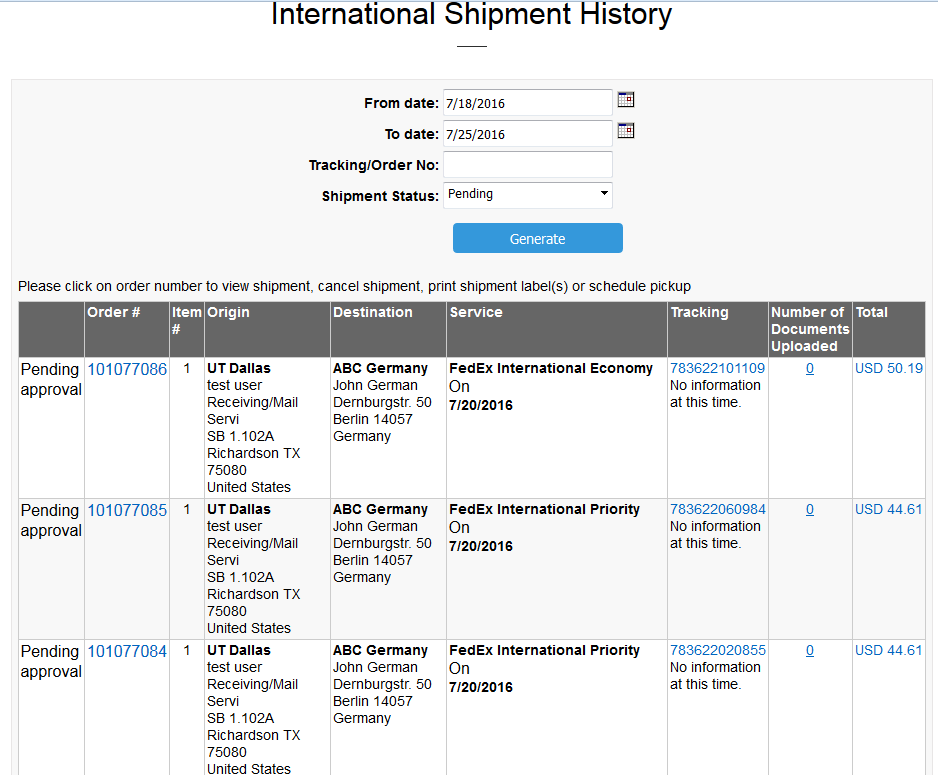 International Shipment History
From date: 7/18/2016
To date: 7/25/2016
Tracking/Order No:
Shipment Status: Pending
Generate
Please click on order number to view shipment, cancel shipment, print shipment label(s) or schedule pickup
Order # Item # Origin Destination Service Tracking Number of Documents Uploaded Total
Pending approval
101077086
1
UT Dallas
test user
Receiving/Mail
Servi
SB 1.102A
Richardson TX
75080
United States
ABC Germany
John German
Dernburgstr. 50
Berlin 14057
Germany
FedEx International Economy
On
7/20/2016
783622101109
No information
at this time.
0
USD 50.19
Pending approval
101077085
1
UT Dallas
test user
Receiving/Mail
Servi
SB 1.102A
Richardson TX
75080
United States
ABC Germany
John German
Dernburgstr. 50
Berlin 14057
Germany
FedEx International Priority
On
7/20/2016
783622060984
No information
at this time.
0
USD 44.61
Pending approval
101077084
1
UT Dallas
test user
Receiving/Mail
Servi
SB 1.102A
Richardson TX
75080
United States
ABC Germany
John German
Dernburgstr. 50
Berlin 14057
Germany
FedEx International Priority
On
7/20/2016
783622020855
No information
at this time.
0
USD 44.61